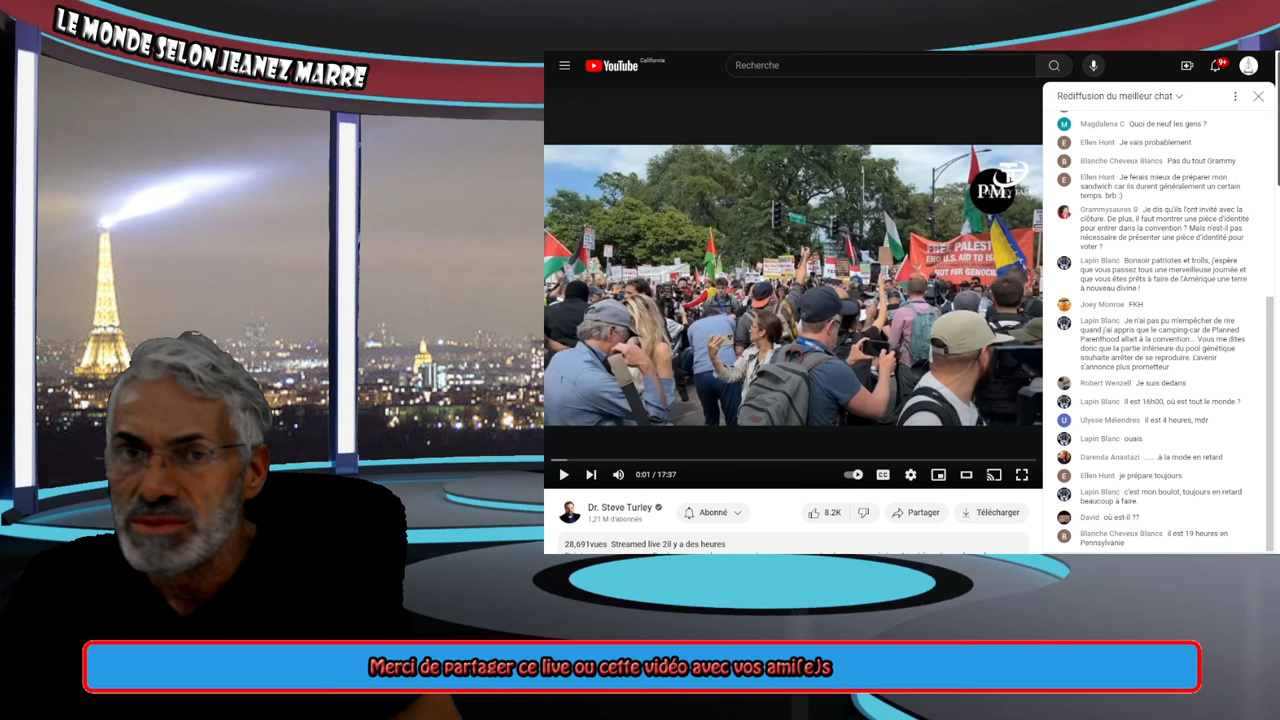 LE MONDE SELON JEANEZ MARRE
YouTube
Californie
Recherche
9+
Rediffusion du meilleur chat
M
Magdalena C Quoi de neuf les gens ?
E
Ellen Hunt Je vais probablement
B
Blanche Cheveux Blancs Pas du tout Grammy
E
Ellen Hunt Je ferais mieux de préparer mon
sandwich car ils durent généralement un certain
temps. brb :)
Grammysaures B Je dis qu'ils l'ont invité avec la
clôture. De plus, il faut montrer une pièce d'identité
pour entrer dans la convention ? Mais n'est-il pas
nécessaire de présenter une pièce d'identité pour
voter ?
Lapin Blanc Bonsoir patriotes et trolls, j'espère
que vous passez tous une merveilleuse journée et
que vous êtes prêts à faire de l'Amérique une terre
à nouveau divine !
Joey Monroe FKH
Lapin Blanc Je n'ai pas pu m'empêcher de rire
quand j'ai appris que le camping-car de Planned
Parenthood allait à la convention... Vous me dites
donc que la partie inférieure du pool génétique
souhaite arrêter de se reproduire. L'avenir
s'annonce plus prometteur
Robert Wenzell Je suis dedans
Lapin Blanc Il est 16h00, où est tout le monde ?
U
Ulysse Mélendres Il est 4 heures, mdr
Lapin Blanc ouais
Darenda Anastazi ...... .à la mode en retard
E
Ellen Hunt je prépare toujours
Lapin Blanc c'est mon boulot, toujours en retard
beaucoup à faire.
David où est-il ??
B
Blanche Cheveux Blancs il est 19 heures en
Pennsylvanie
FREE PALEST
END U.S. AID TO IS
NOT FOR GENOC
0:01 / 17:37
CC
Dr. Steve Turley
1,21 M d'abonnés
Abonné
8.2K
Partager
Télécharger
28,691vues Streamed live 2il y a des heures
Merci de partager ce live ou cette vidéo avec vos ami(e)s